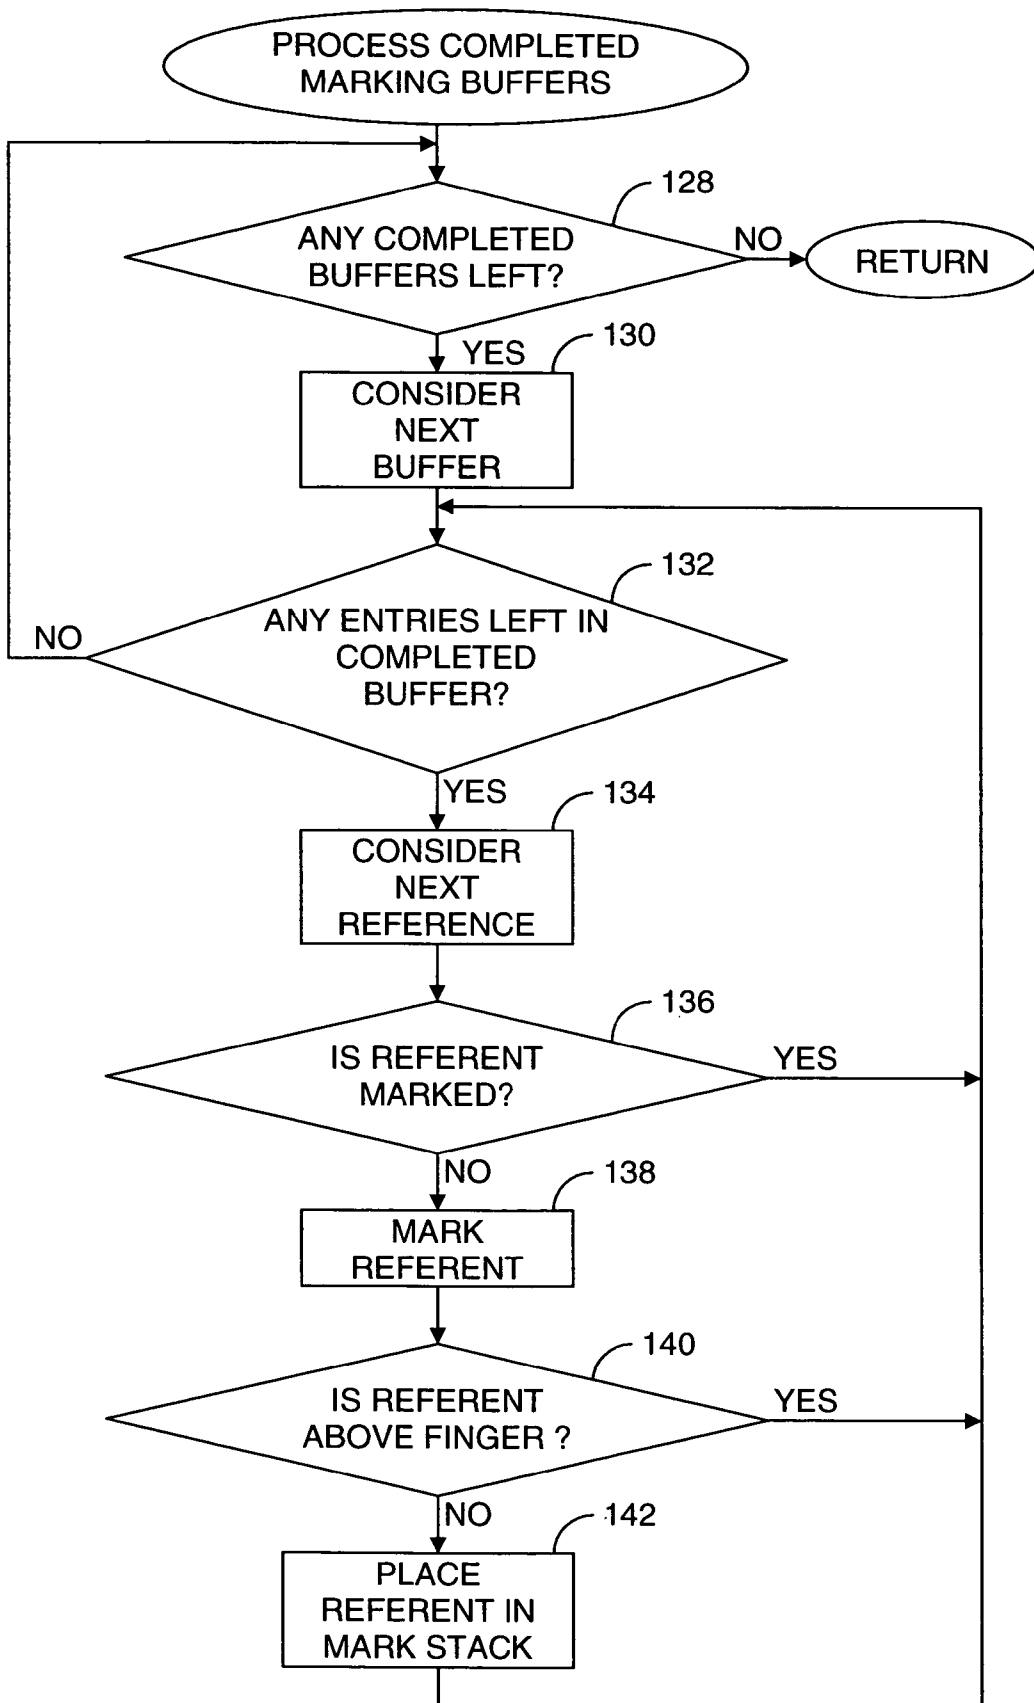 PROCESS COMPLETED
MARKING BUFFERS
128
ANY COMPLETED
BUFFERS LEFT?
NO
RETURN
YES
130
CONSIDER
NEXT
BUFFER
132
ANY ENTRIES LEFT IN
COMPLETED
BUFFER?
NO
YES
134
CONSIDER
NEXT
REFERENCE
136
IS REFERENT
MARKED?
YES
NO
138
MARK
REFERENT
140
IS REFERENT
ABOVE FINGER ?
YES
NO
142
PLACE
REFERENT IN
MARK STACK